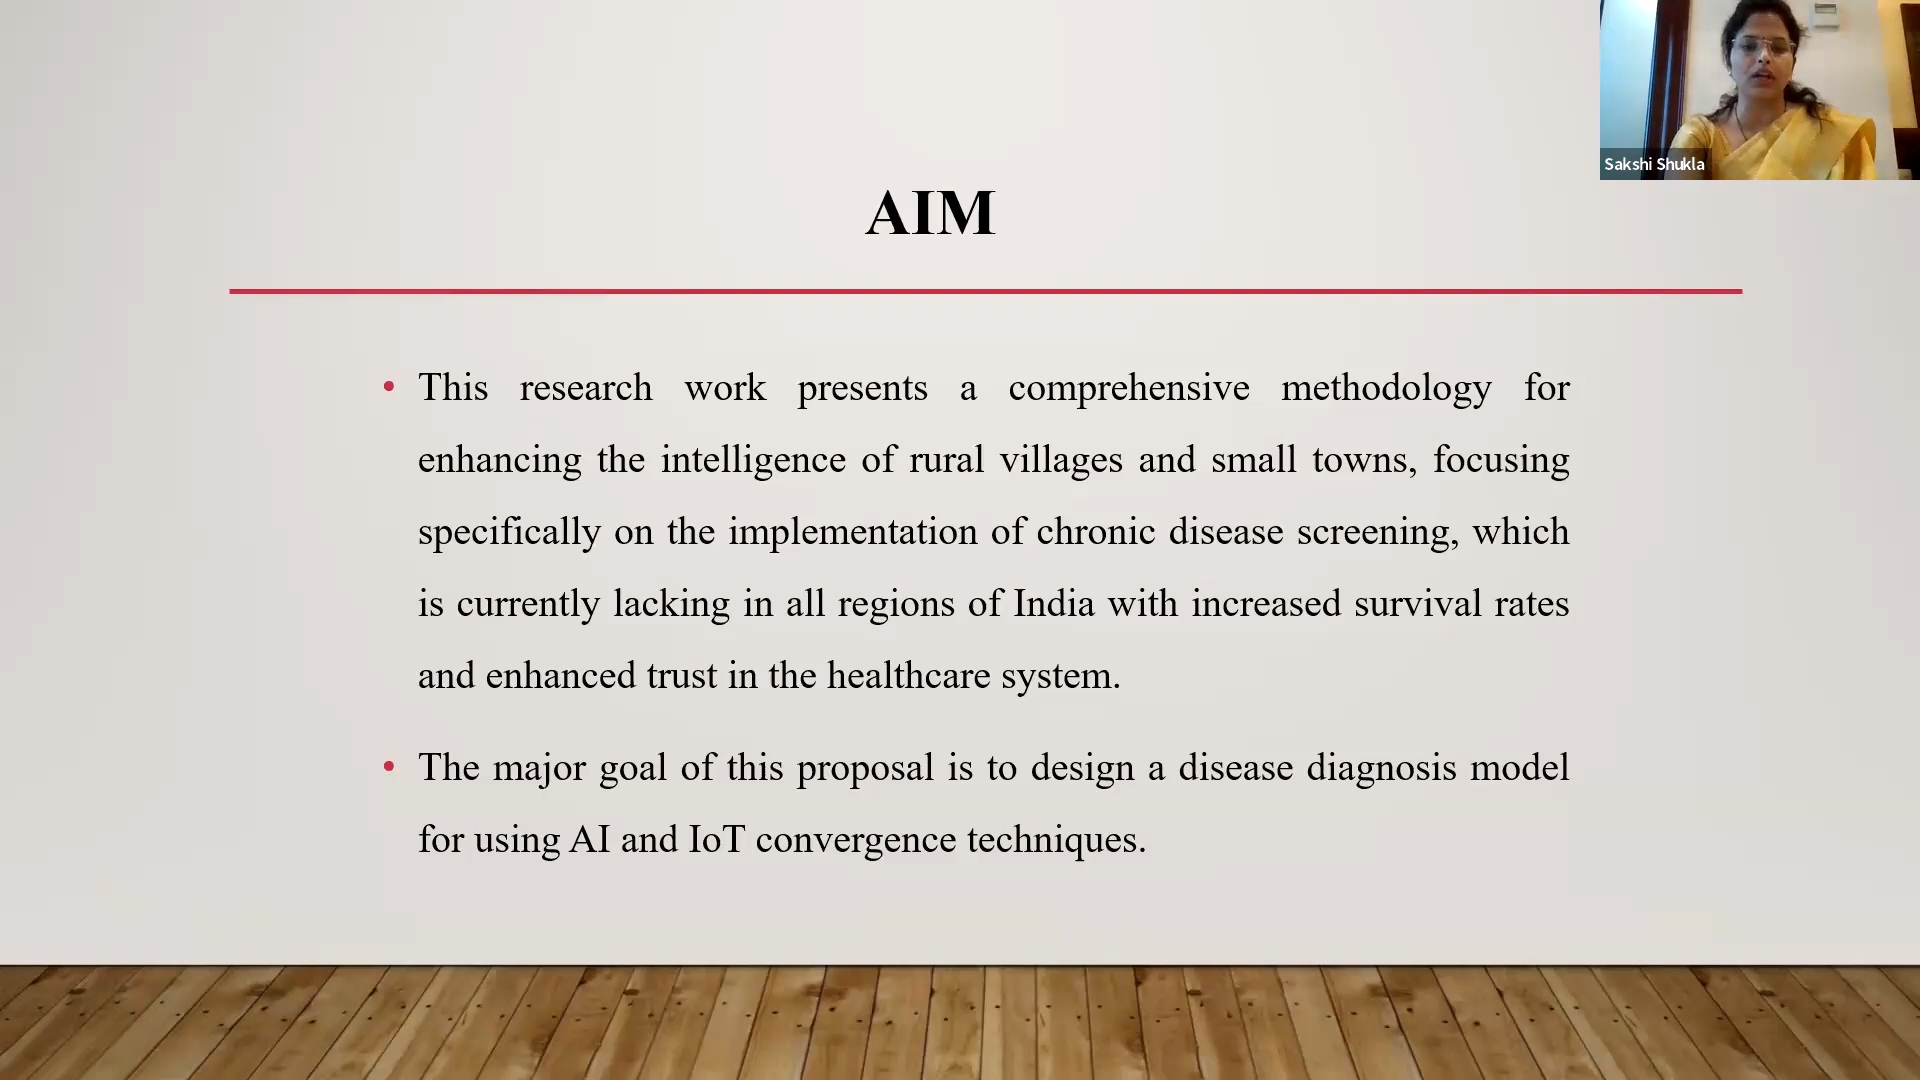 Sakshi Shukla
AIM
• This research work presents a comprehensive methodology for
enhancing the intelligence of rural villages and small towns, focusing
specifically on the implementation of chronic disease screening, which
is currently lacking in all regions of India with increased survival rates
and enhanced trust in the healthcare system.
• The major goal of this proposal is to design a disease diagnosis model
for using AI and IoT convergence techniques.